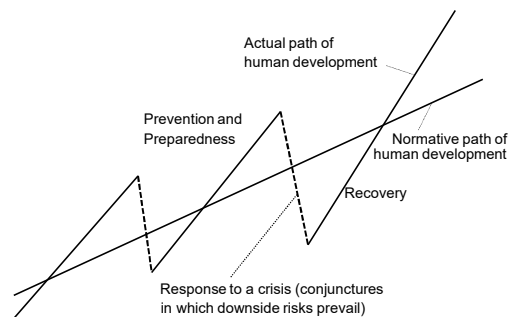 Actual path of
human development
Prevention and
Preparedness
Normative path of
human development
Recovery
Response to a crisis (conjunctures
in which downside risks prevail)